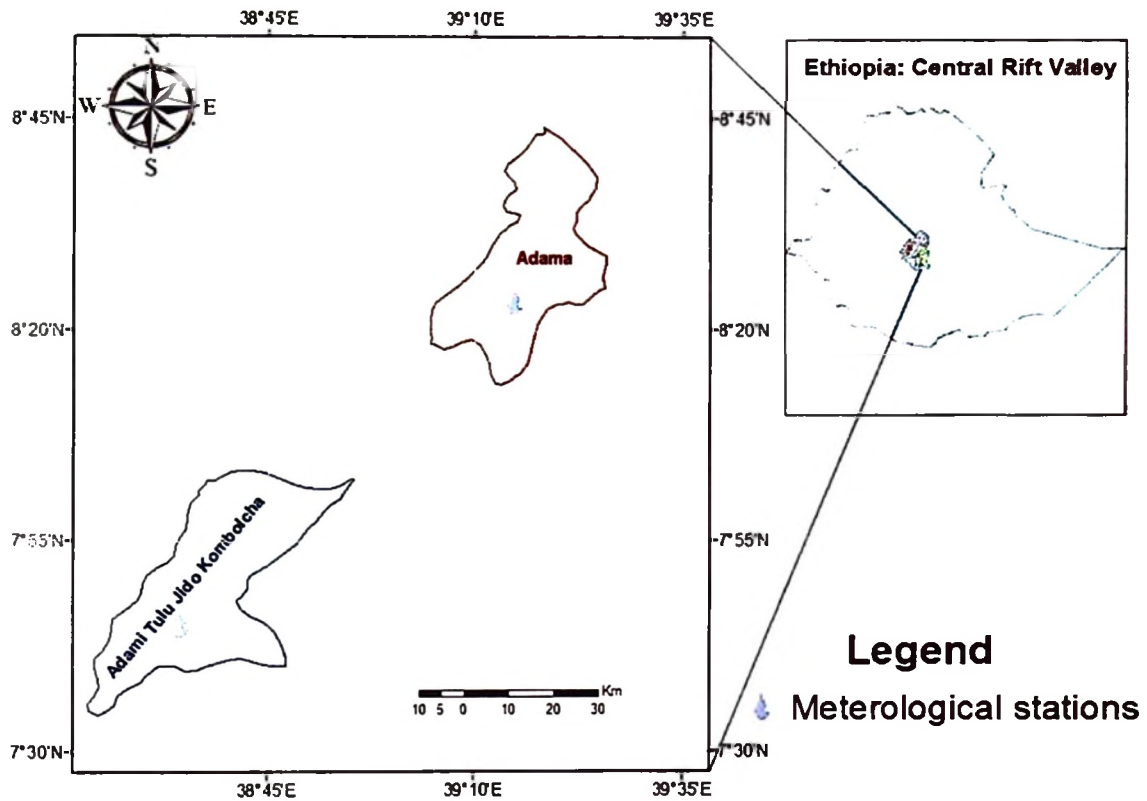 38°45'E 39°10'E 39°35'E
N
W E
S
8°45'N
8°45'N
Ethiopia: Central Rift Valley
Adama
8°20'N
8°20'N
7°55'N
7°55'N
Adami Tulu Jido Kombolcha
Km
10 5 0 10 20 30
Legend
Meterological stations
7°30'N
7°30'N
38°45'E 39°10'E 39°35'E